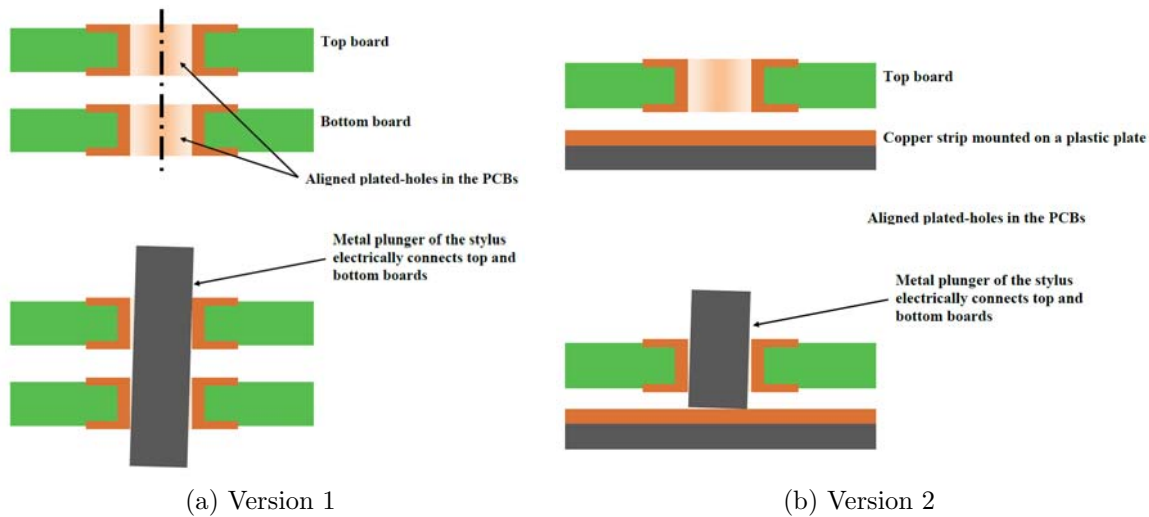 Top board
Bottom board
Aligned plated-holes in the PCBs
Metal plunger of the stylus
electrically connects top and
bottom boards
(a) Version 1
Top board
Copper strip mounted on a plastic plate
Aligned plated-holes in the PCBs
Metal plunger of the stylus
electrically connects top and
bottom boards
(b) Version 2